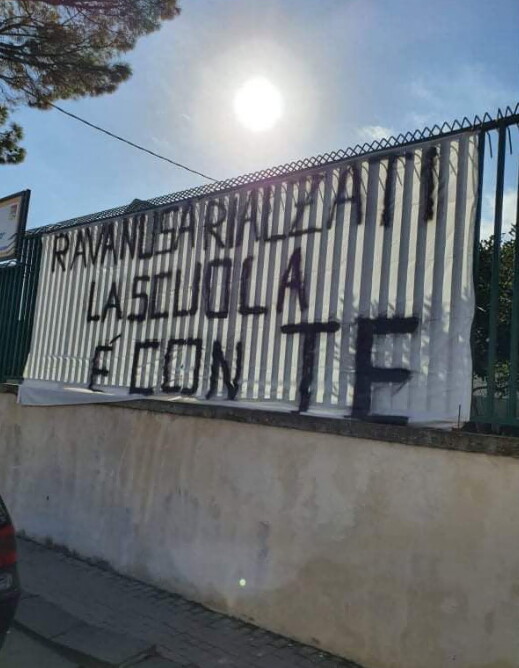 RAVANUSA RIALZATI
LA SCUOLA
É CON TE